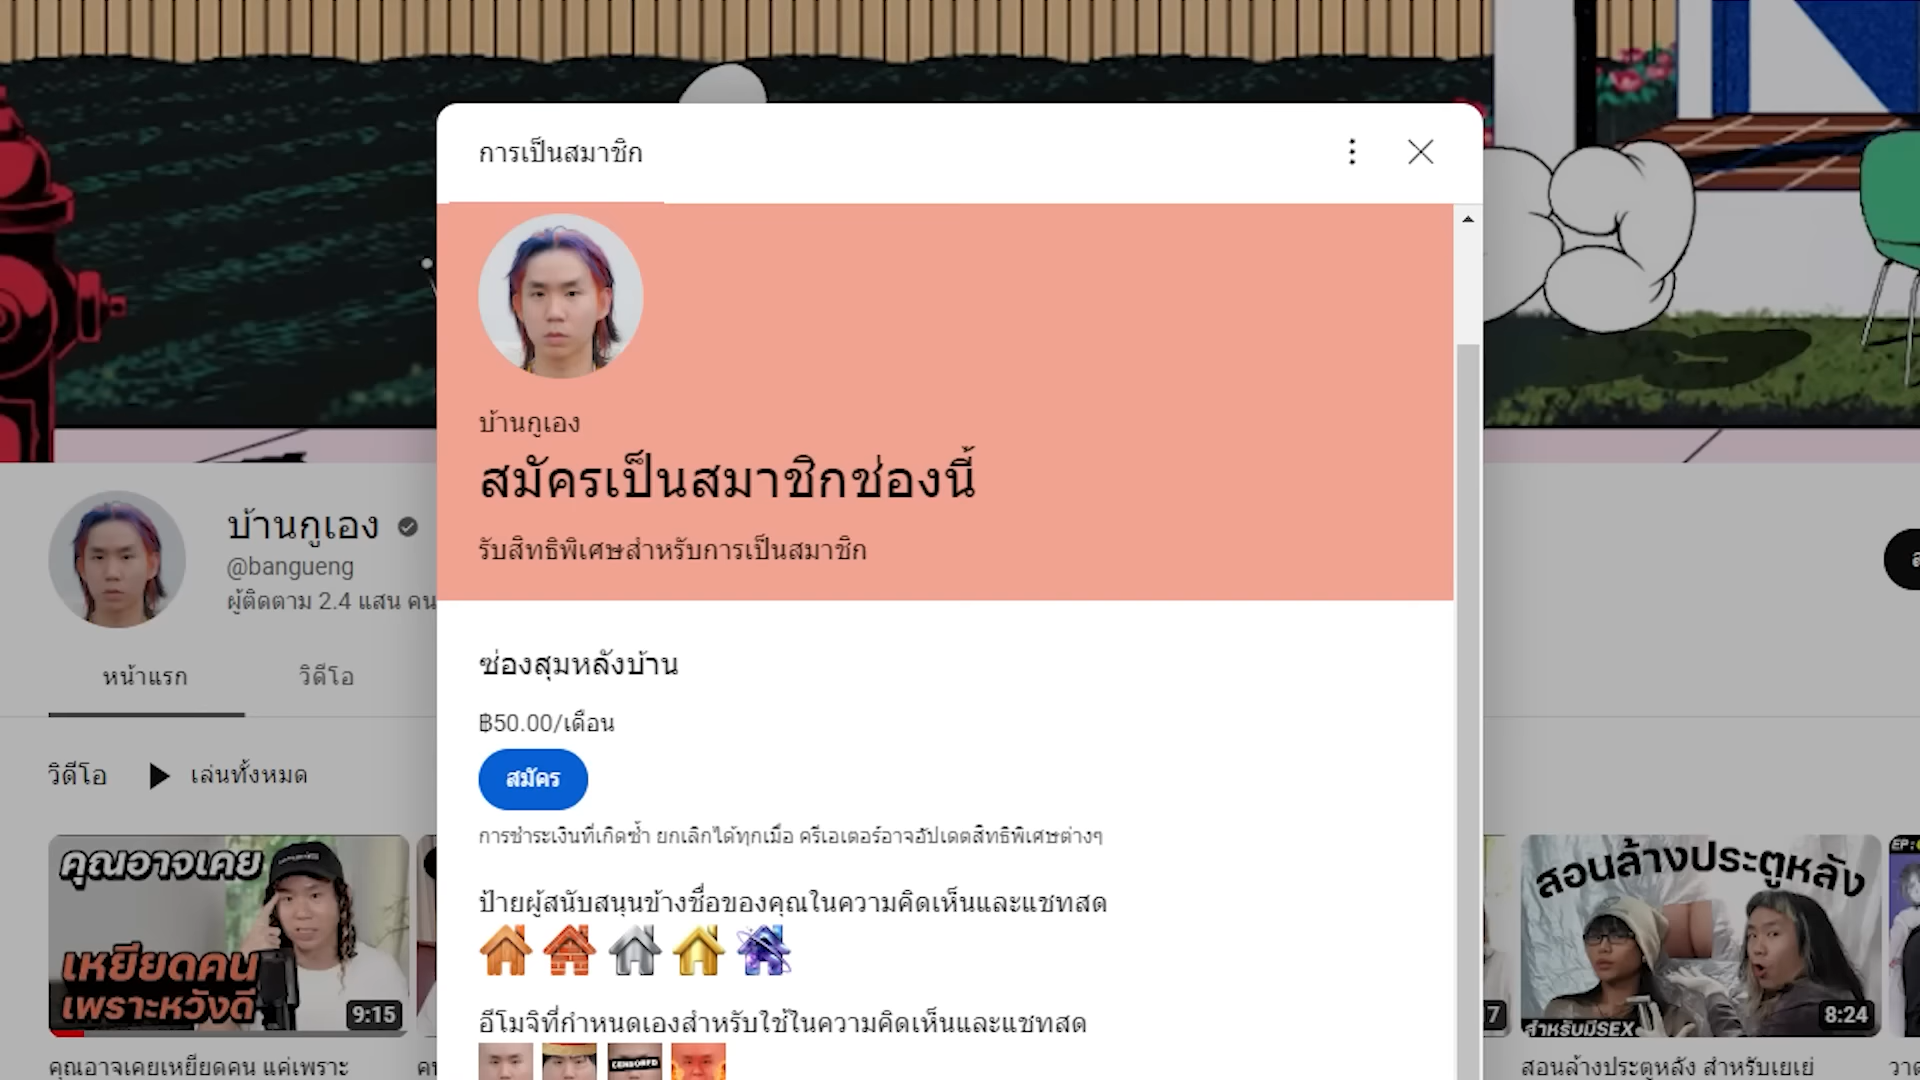 การเป็นสมาชิก
บ้านกูเอง
สมัครเป็นสมาชิกช่องนี้
รับสิทธิพิเศษสำหรับการเป็นสมาชิก
ซ่องสุมหลังบ้าน
฿50.00/เดือน
สมัคร
การชำระเงินที่เกิดซ้ำ ยกเลิกได้ทุกเมื่อ ครีเอเตอร์อาจอัปเดตสิทธิพิเศษต่างๆ
ป้ายผู้สนับสนุนข้างชื่อของคุณในความคิดเห็นและแชทสด
อีโมจิที่กำหนดเองสำหรับใช้ในความคิดเห็นและแชทสด
CENSORED
บ้านกูเอง
@bangueng
ผู้ติดตาม 2.4 แสน คน
หน้าแรก
วิดีโอ
วิดีโอ
เล่นทั้งหมด
คุณอาจเคย
เหยียดคน
เพราะหวังดี
9:15
คุณอาจเคยเหยียดคน แค่เพราะ
7
สอนล้างประตูหลัง
สำหรับมีSEX
8:24
สอนล้างประตูหลัง สำหรับเยเย่
EP: